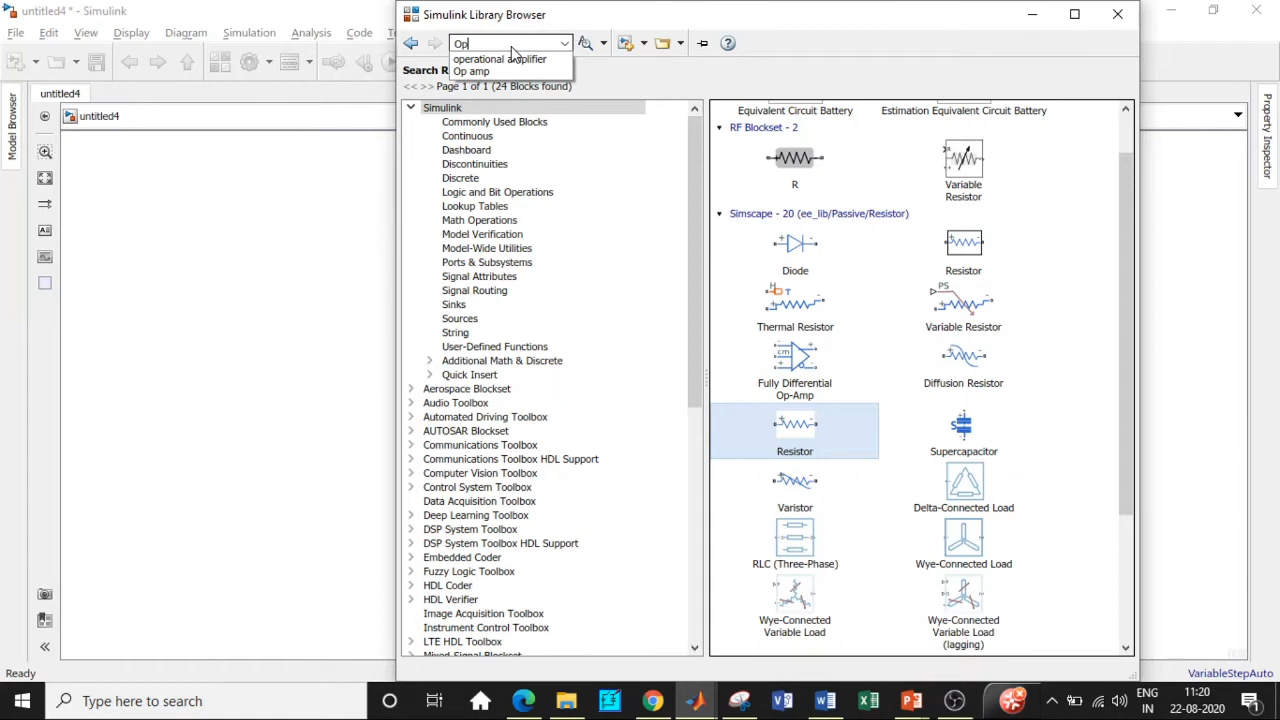 untitled4 * - Simulink
Simulink Library Browser
File Edit View Display Diagram Simulation Analysis Code
Op
operational amplifier
Op amp
Search R
<< >> Page 1 of 1 (24 Blocks found)
untitled4
untitled4
Model Browser
Property Inspector
Simulink
Commonly Used Blocks
Continuous
Dashboard
Discontinuities
Discrete
Logic and Bit Operations
Lookup Tables
Math Operations
Model Verification
Model-Wide Utilities
Ports & Subsystems
Signal Attributes
Signal Routing
Sinks
Sources
String
User-Defined Functions
Additional Math & Discrete
Quick Insert
Aerospace Blockset
Audio Toolbox
Automated Driving Toolbox
AUTOSAR Blockset
Communications Toolbox
Communications Toolbox HDL Support
Computer Vision Toolbox
Control System Toolbox
Data Acquisition Toolbox
Deep Learning Toolbox
DSP System Toolbox
DSP System Toolbox HDL Support
Embedded Coder
Fuzzy Logic Toolbox
HDL Coder
HDL Verifier
Image Acquisition Toolbox
Instrument Control Toolbox
LTE HDL Toolbox
Mixed-Signal Blockset
Equivalent Circuit Battery
Estimation Equivalent Circuit Battery
RF Blockset - 2
R
Variable
Resistor
Simscape - 20 (ee_lib/Passive/Resistor)
Diode
Resistor
H T
Thermal Resistor
PS
Variable Resistor
cm
Fully Differential
Op-Amp
Diffusion Resistor
Resistor
S
Supercapacitor
Varistor
Delta-Connected Load
RLC (Three-Phase)
Wye-Connected Load
Wye-Connected
Variable Load
Wye-Connected
Variable Load
(lagging)
Ready
VariableStepAuto
Type here to search
ENG
IN
11:20
22-08-2020